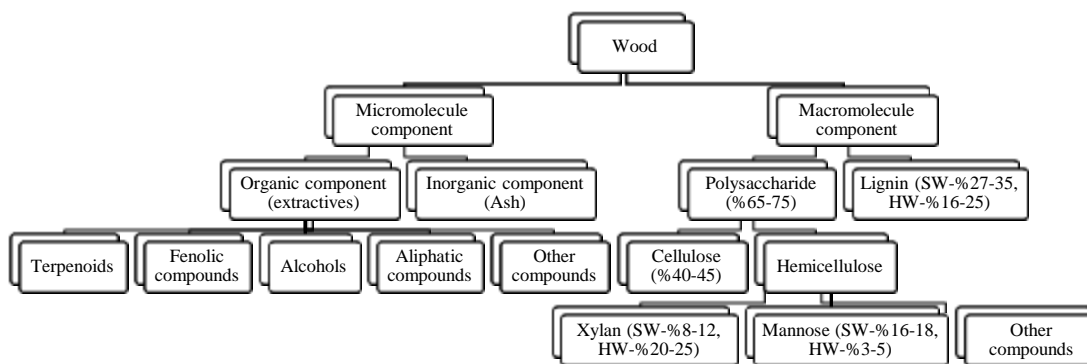 Wood
Micromolecule
component
Macromolecule
component
Organic component
(extractives)
Inorganic component
(Ash)
Polysaccharide
(%65-75)
Lignin (SW-%27-35,
HW-%16-25)
Terpenoids
Fenolic
compounds
Alcohols
Aliphatic
compounds
Other
compounds
Cellulose
(%40-45)
Hemicellulose
Xylan (SW-%8-12,
HW-%20-25)
Mannose (SW-%16-18,
HW-%3-5)
Other
compounds